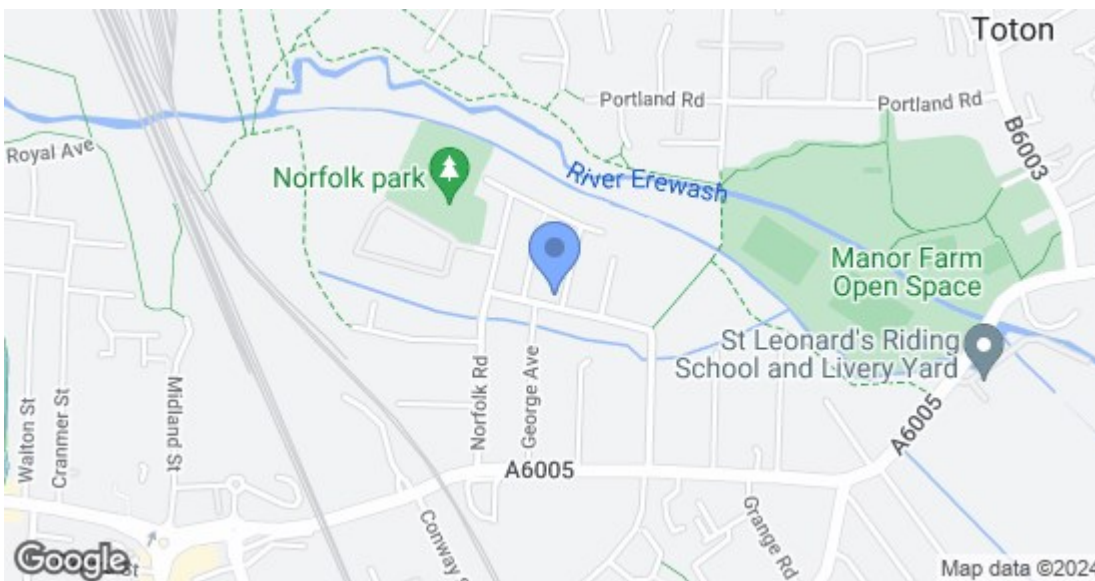 Toton
Portland Rd
Portland Rd
B6003
Royal Ave
Norfolk park
River Erewash
Manor Farm
Open Space
St Leonard's Riding
School and Livery Yard
Norfolk Rd
George Ave
Midland St
Walton St
Cranmer St
A6005
A6005
Conway
Grange Rd
Google
St
Map data ©2024